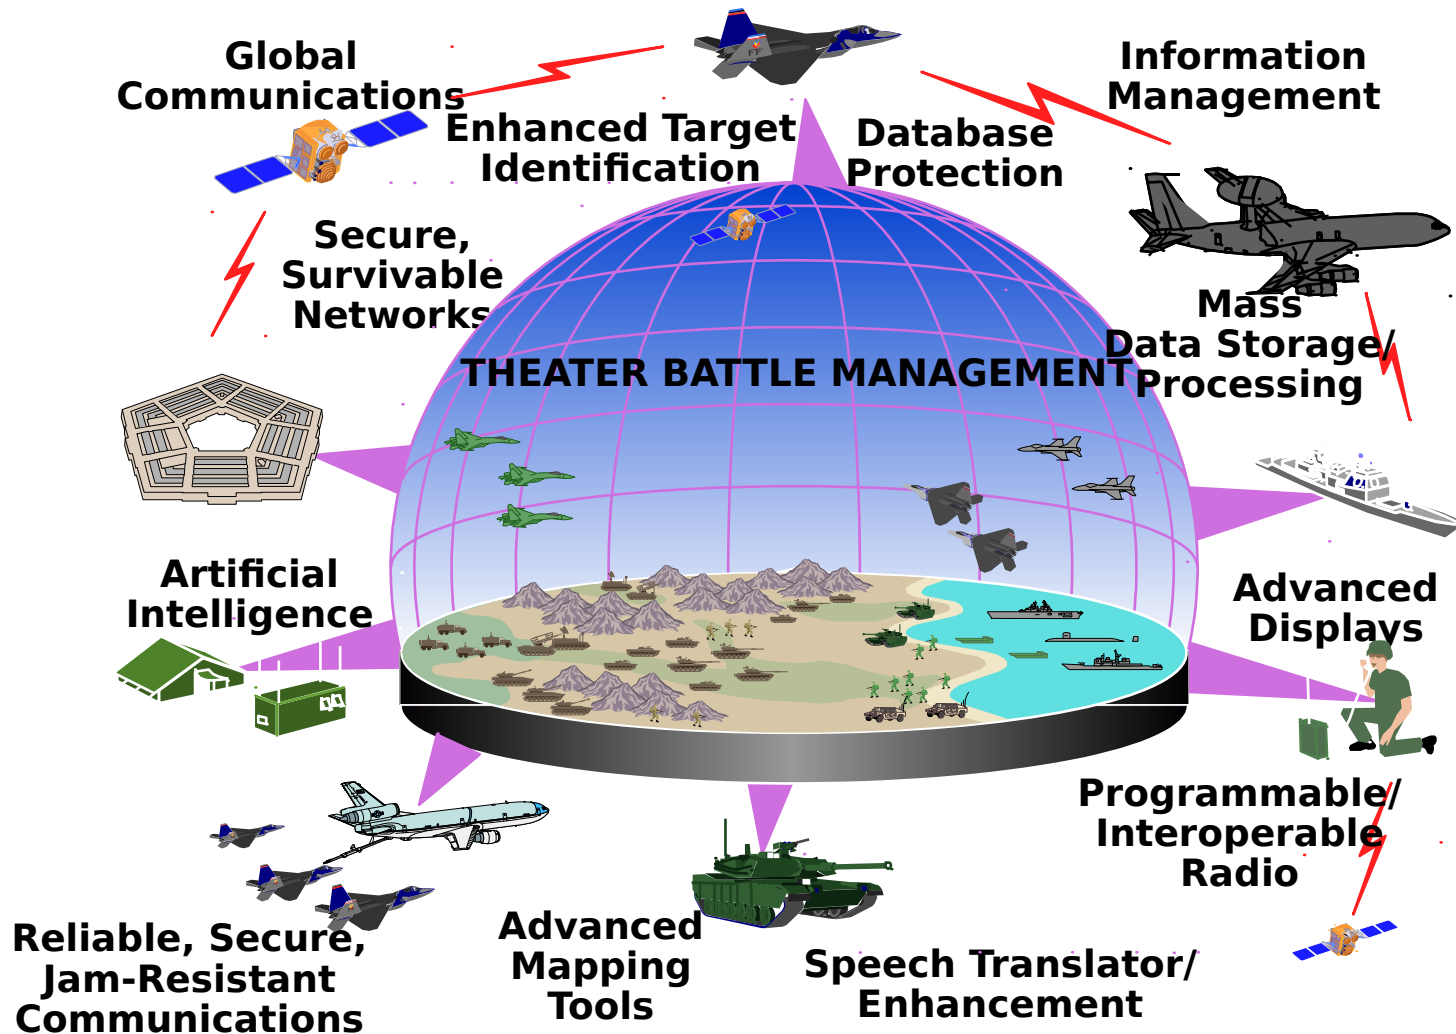 Global
Communications
Information
Management
Enhanced Target
Identification
Database
Protection
Secure,
Survivable
Networks
Mass
Data Storage/
Processing
THEATER BATTLE MANAGEMENT
Artificial
Intelligence
Advanced
Displays
Programmable/
Interoperable
Radio
Reliable, Secure,
Jam-Resistant
Communications
Advanced
Mapping
Tools
Speech Translator/
Enhancement
FF